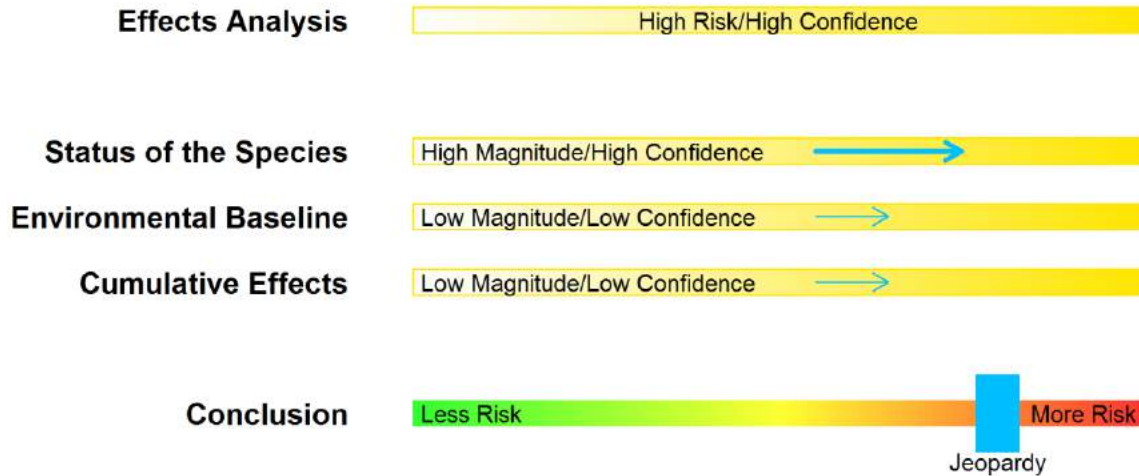 Effects Analysis High Risk/High Confidence
Status of the Species High Magnitude/High Confidence
Environmental Baseline Low Magnitude/Low Confidence
Cumulative Effects Low Magnitude/Low Confidence
Conclusion Less Risk More Risk
Jeopardy